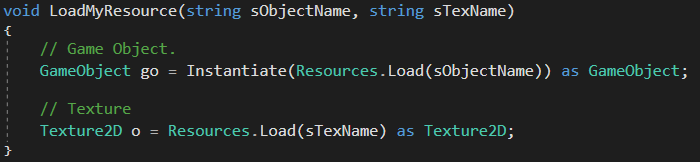 void LoadMyResource(string sObjectName, string sTexName)
{
    // Game Object.
    GameObject go = Instantiate(Resources.Load(sObjectName)) as GameObject;

    // Texture
    Texture2D o = Resources.Load(sTexName) as Texture2D;
}